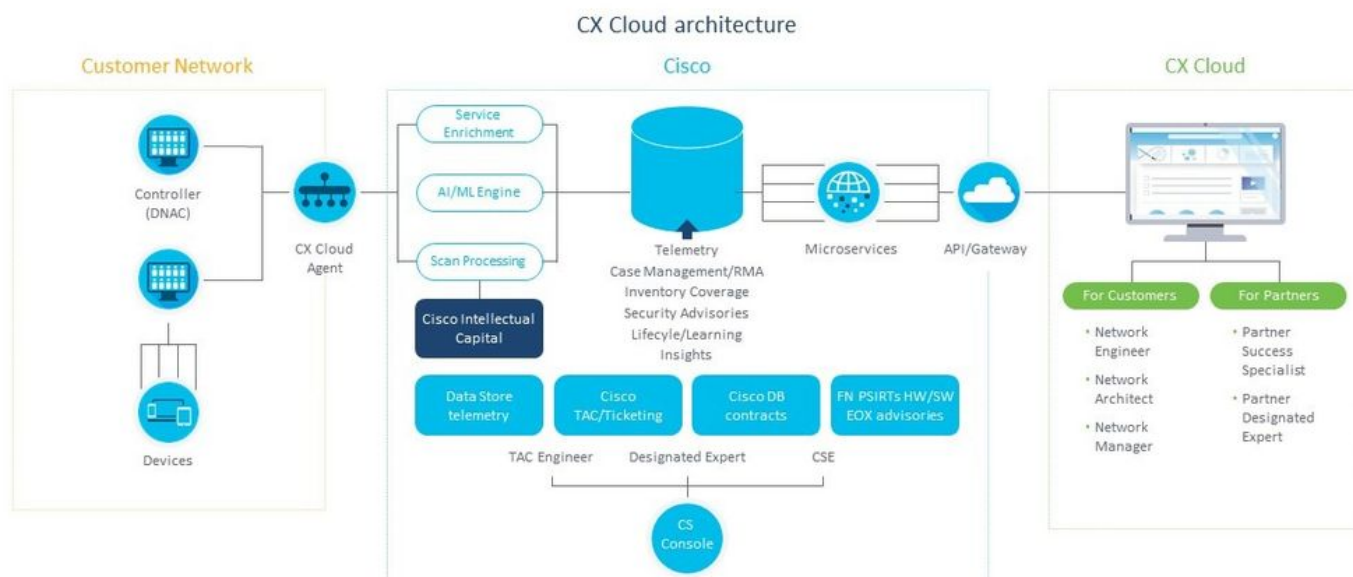 CX Cloud architecture
Customer Network
Controller
(DNAC)
Devices
CX Cloud
Agent
Cisco
Service
Enrichment
AI/ML Engine
Scan Processing
Cisco Intellectual
Capital
Telemetry
Case Management/RMA
Inventory Coverage
Security Advisories
Lifecyle/Learning
Insights
Microservices
API/Gateway
Data Store
telemetry
Cisco
TAC/Ticketing
Cisco DB
contracts
FN PSIRTs HW/SW
EOX advisories
TAC Engineer
Designated Expert
CSE
CS
Console
CX Cloud
For Customers
• Network
Engineer
• Network
Architect
• Network
Manager
For Partners
• Partner
Success
Specialist
• Partner
Designated
Expert